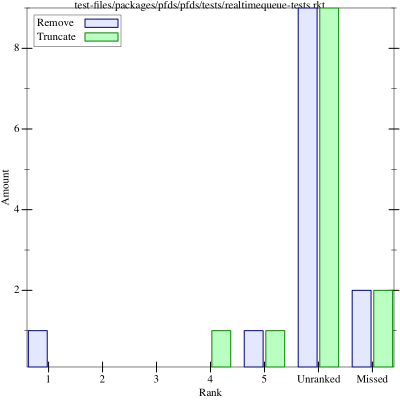 test-files/packages/pfds/pfds/tests/realtimequeue-tests.rkt
Remove
Truncate
8
6
4
2
Amount
1 2 3 4 5 Unranked Missed
Rank